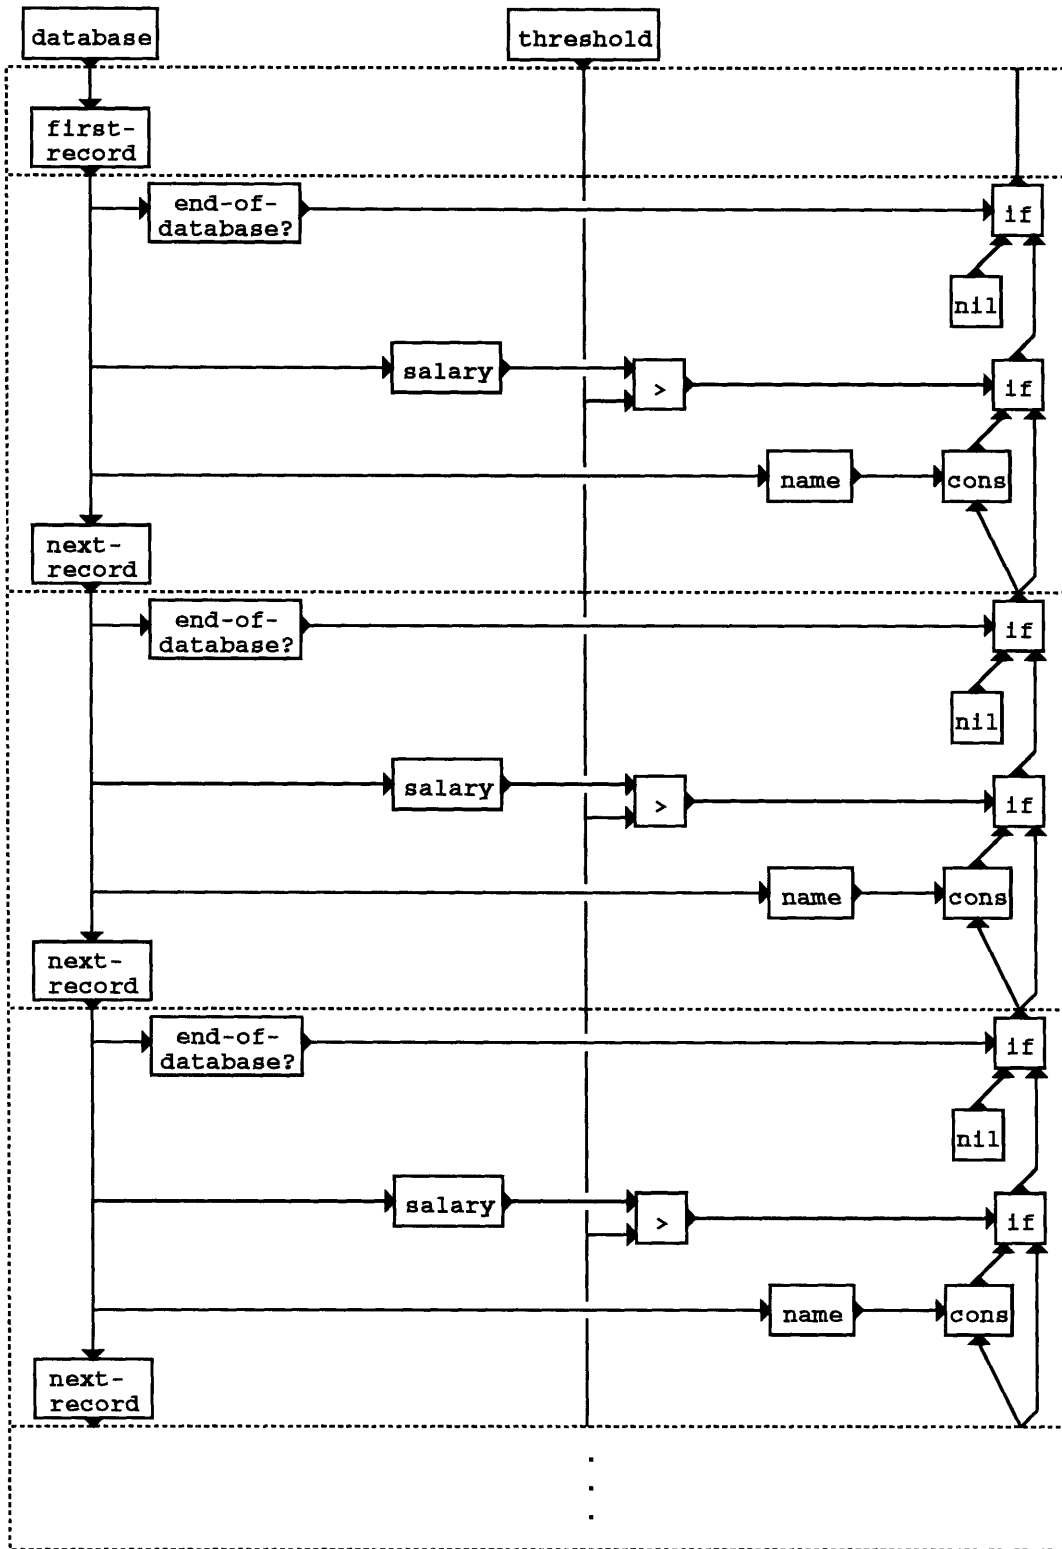 database
threshold
first-
record
end-of-
database?
if
nil
salary
>
if
name
cons
next-
record
end-of-
database?
if
nil
salary
>
if
name
cons
next-
record
end-of-
database?
if
nil
salary
>
if
name
cons
next-
record
.
.
.